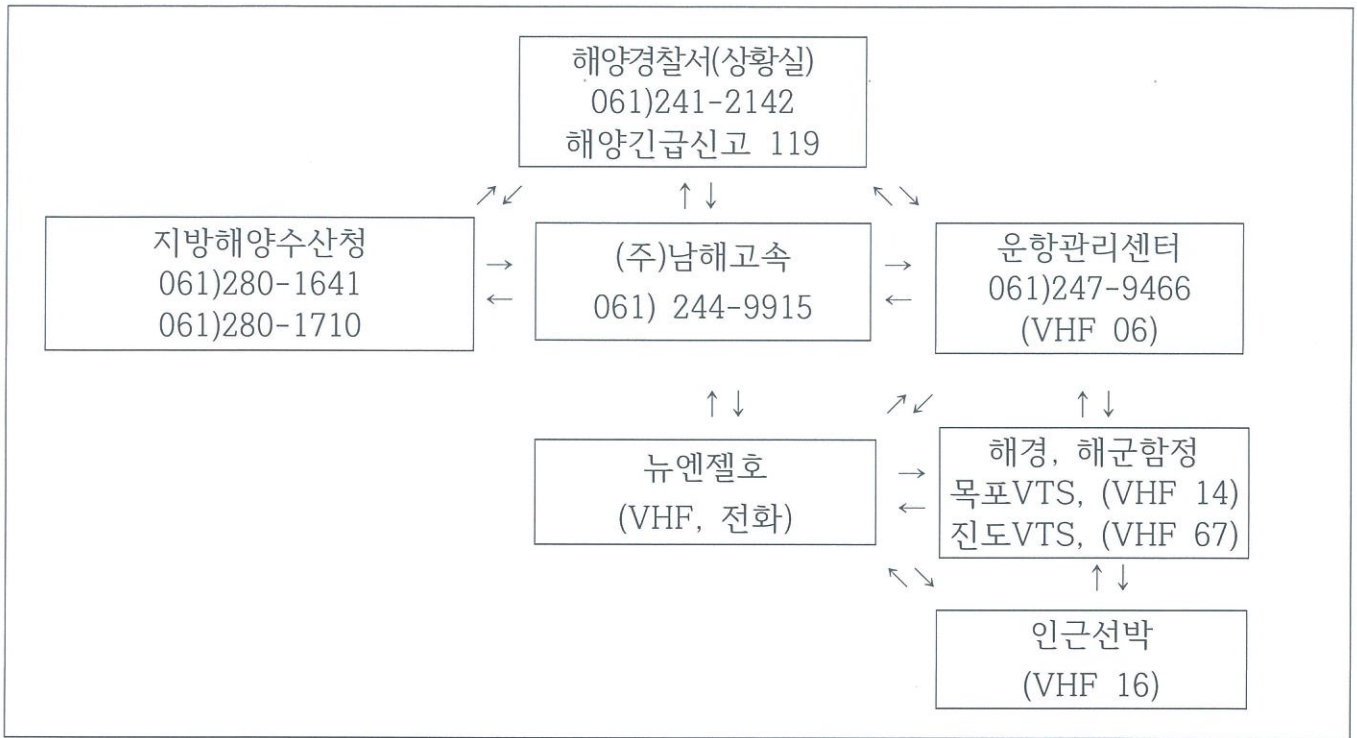 해양경찰서(상황실)
061)241-2142
해양긴급신고 119
↗↙ ↑↓ ↖↘
지방해양수산청
061)280-1641
061)280-1710
→
←
(주)남해고속
061) 244-9915
→
←
운항관리센터
061)247-9466
(VHF 06)
↑↓ ↗↙ ↑↓
뉴엔젤호
(VHF, 전화)
→
←
해경, 해군함정
목포VTS, (VHF 14)
진도VTS, (VHF 67)
↖↘ ↑↓
인근선박
(VHF 16)